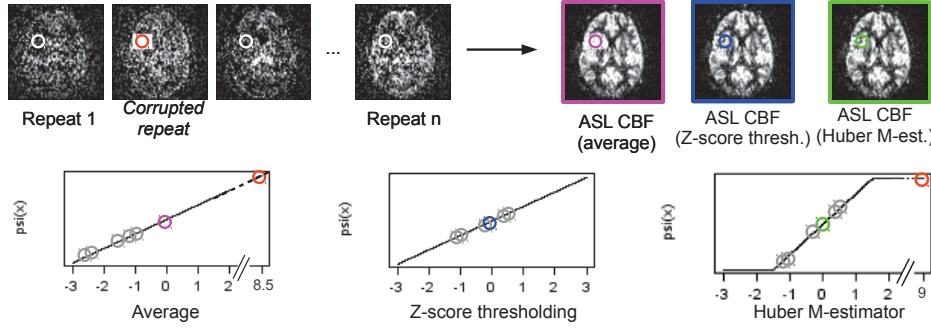 ...
Repeat 1
Corrupted
repeat
Repeat n
ASL CBF
(average)
ASL CBF
(Z-score thresh.)
ASL CBF
(Huber M-est.)
psi(x)
-3 -2 -1 0 1 2 8.5
Average
psi(x)
-3 -2 -1 0 1 2 3
Z-score thresholding
psi(x)
-3 -2 -1 0 1 2 9
Huber M-estimator